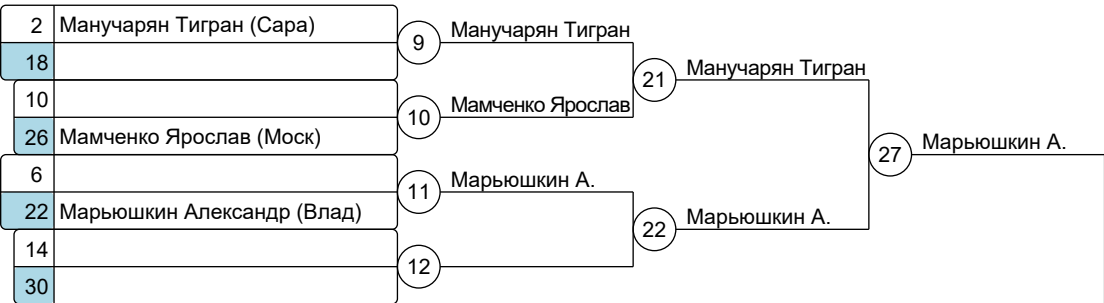 2 Манучарян Тигран (Сара)
18
10
26 Мамченко Ярослав (Моск)
6
22 Марьюшкин Александр (Влад)
14
30
9 Манучарян Тигран
10 Мамченко Ярослав
11 Марьюшкин А.
12
21 Манучарян Тигран
22 Марьюшкин А.
27 Марьюшкин А.